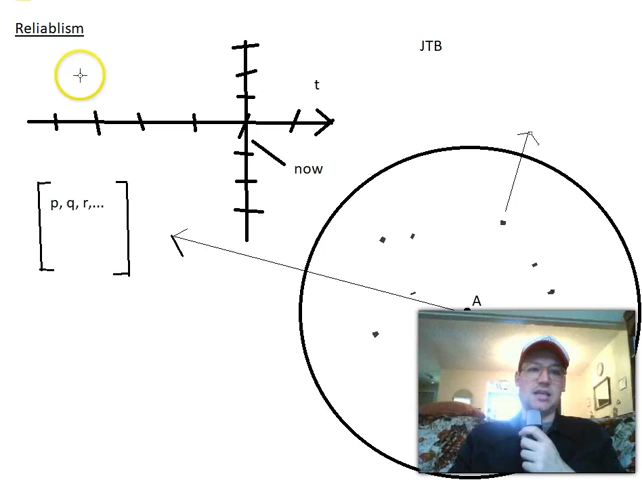 Reliablism
JTB
t
now
p, q, r,...
A